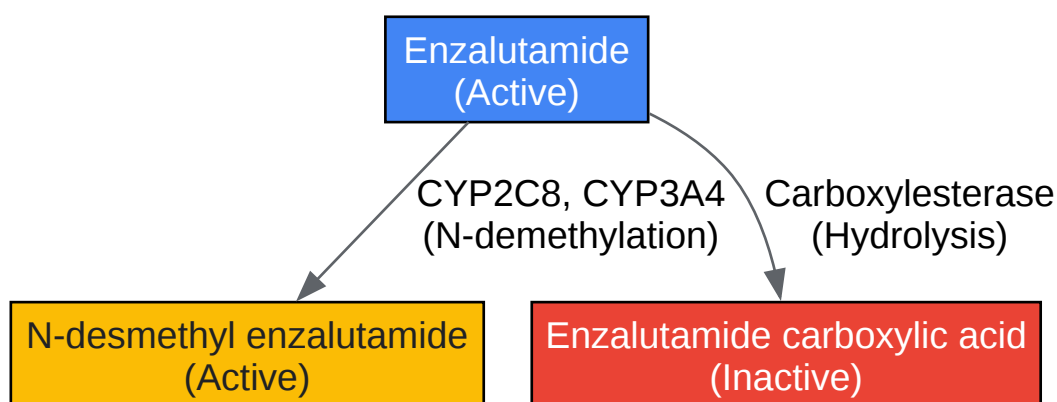 Enzalutamide
(Active)
CYP2C8, CYP3A4
(N-demethylation)
Carboxylesterase
(Hydrolysis)
N-desmethyl enzalutamide
(Active)
Enzalutamide carboxylic acid
(Inactive)